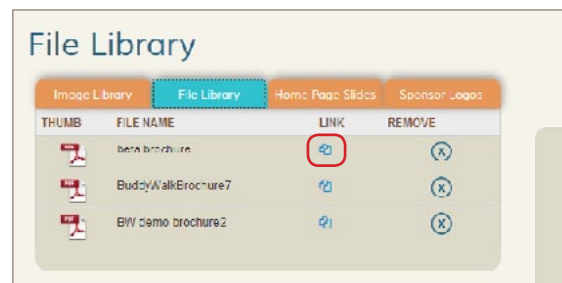 File Library
Image Library File Library Home Page Slides Sponsor Logos
THUMB FILE NAME LINK REMOVE
beta brochure
BuddyWalkBrochure7
BW demo brochure2